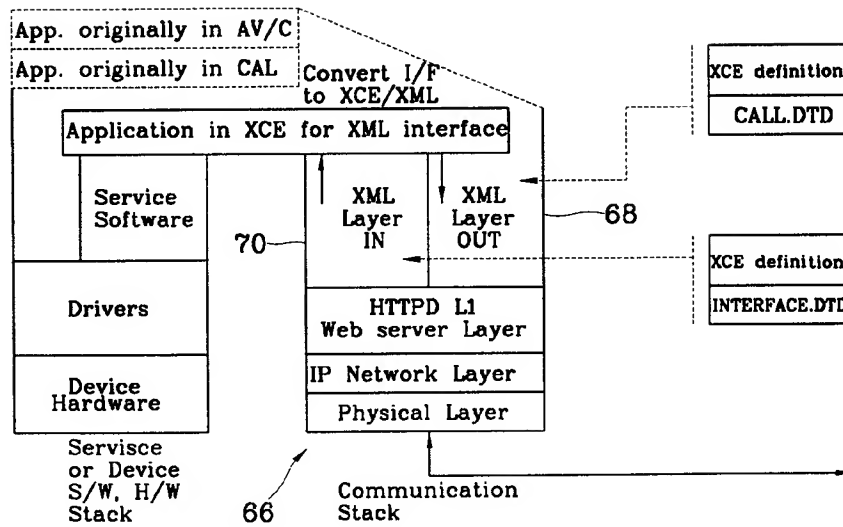 App. originally in AV/C
App. originally in CAL
Convert I/F
to XCE/XML
Application in XCE for XML interface
Service
Software
XML
Layer
IN
XML
Layer
OUT
70
68
XCE definition
CALL.DTD
XCE definition
INTERFACE.DTD
Drivers
HTTPD L1
Web server Layer
Device
Hardware
IP Network Layer
Physical Layer
Servisce
or Device
S/W, H/W
Stack
66
Communication
Stack